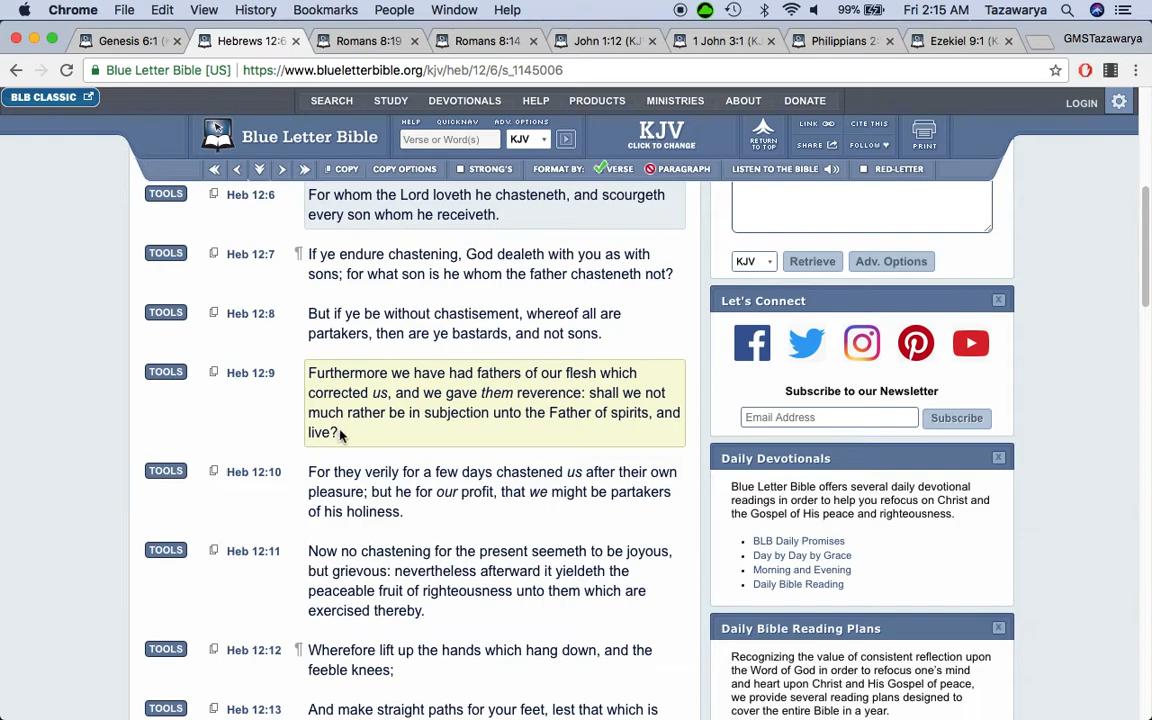 Chrome File Edit View History Bookmarks People Window Help 99% Fri 2:15 AM Tazawarya
Genesis 6:1 ( Hebrews 12:6 Romans 8:19 Romans 8:14 John 1:12 (KJ 1 John 3:1 (KJ Philippians 2: Ezekiel 9:1 (K GMSTazawarya
Blue Letter Bible [US] https://www.blueletterbible.org/kjv/heb/12/6/s_1145006
BLB CLASSIC SEARCH STUDY DEVOTIONALS HELP PRODUCTS MINISTRIES ABOUT DONATE LOGIN
HELP QUICKNAV ADV. OPTIONS
Blue Letter Bible Verse or Word(s) KJV
KJV
CLICK TO CHANGE
RETURN
TO TOP
LINK CITE THIS
SHARE FOLLOW
PRINT
COPY COPY OPTIONS STRONG'S FORMAT BY: VERSE PARAGRAPH LISTEN TO THE BIBLE RED-LETTER
TOOLS Heb 12:6 For whom the Lord loveth he chasteneth, and scourgeth
every son whom he receiveth.
TOOLS Heb 12:7 ¶ If ye endure chastening, God dealeth with you as with
sons; for what son is he whom the father chasteneth not?
TOOLS Heb 12:8 But if ye be without chastisement, whereof all are
partakers, then are ye bastards, and not sons.
TOOLS Heb 12:9 Furthermore we have had fathers of our flesh which
corrected us, and we gave them reverence: shall we not
much rather be in subjection unto the Father of spirits, and
live?
TOOLS Heb 12:10 For they verily for a few days chastened us after their own
pleasure; but he for our profit, that we might be partakers
of his holiness.
TOOLS Heb 12:11 Now no chastening for the present seemeth to be joyous,
but grievous: nevertheless afterward it yieldeth the
peaceable fruit of righteousness unto them which are
exercised thereby.
TOOLS Heb 12:12 ¶ Wherefore lift up the hands which hang down, and the
feeble knees;
TOOLS Heb 12:13 And make straight paths for your feet, lest that which is
KJV Retrieve Adv. Options
Let's Connect x
Subscribe to our Newsletter
Email Address Subscribe
Daily Devotionals x
Blue Letter Bible offers several daily devotional
readings in order to help you refocus on Christ and
the Gospel of His peace and righteousness.
• BLB Daily Promises
• Day by Day by Grace
• Morning and Evening
• Daily Bible Reading
Daily Bible Reading Plans x
Recognizing the value of consistent reflection upon
the Word of God in order to refocus one's mind
and heart upon Christ and His Gospel of peace,
we provide several reading plans designed to
cover the entire Bible in a year.